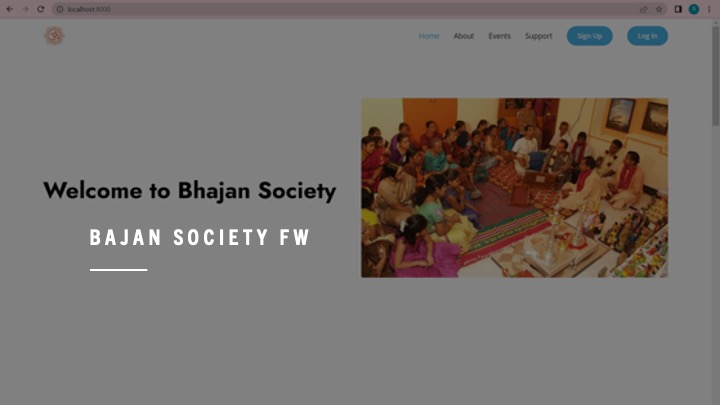 localhost:8000
Home About Events Support Sign Up Log In
Welcome to Bhajan Society
BAJAN SOCIETY FW